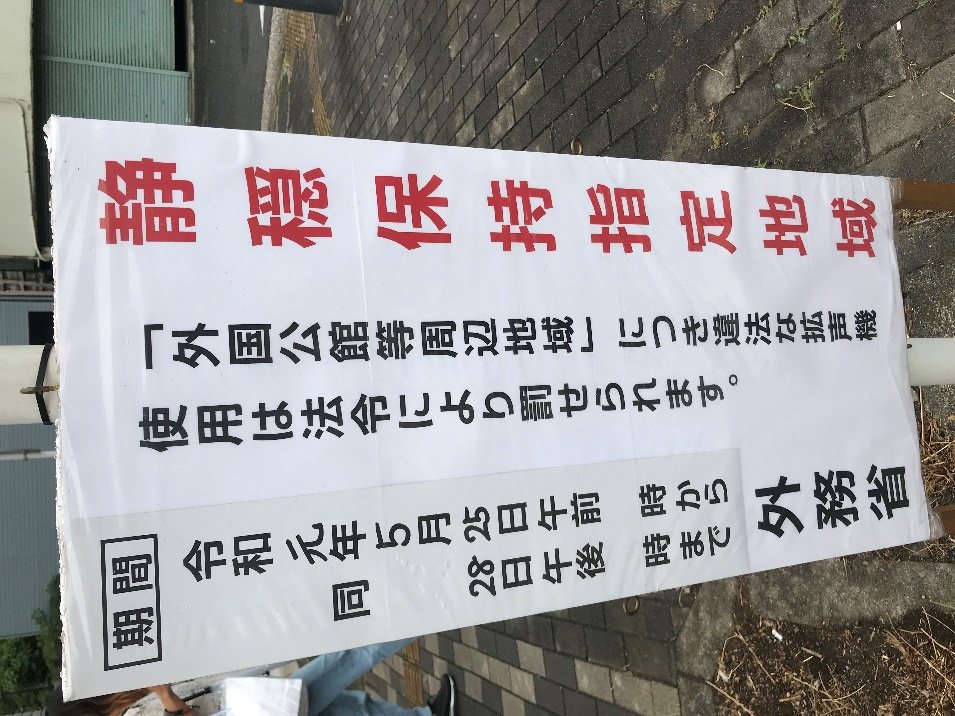 静穏保持指定地域
「外国公館等周辺地域」につき違法な拡声機
使用は法令により罰せられます。
期間
令和元年5月25日午前 時から
同 28日午後 時まで
外務省